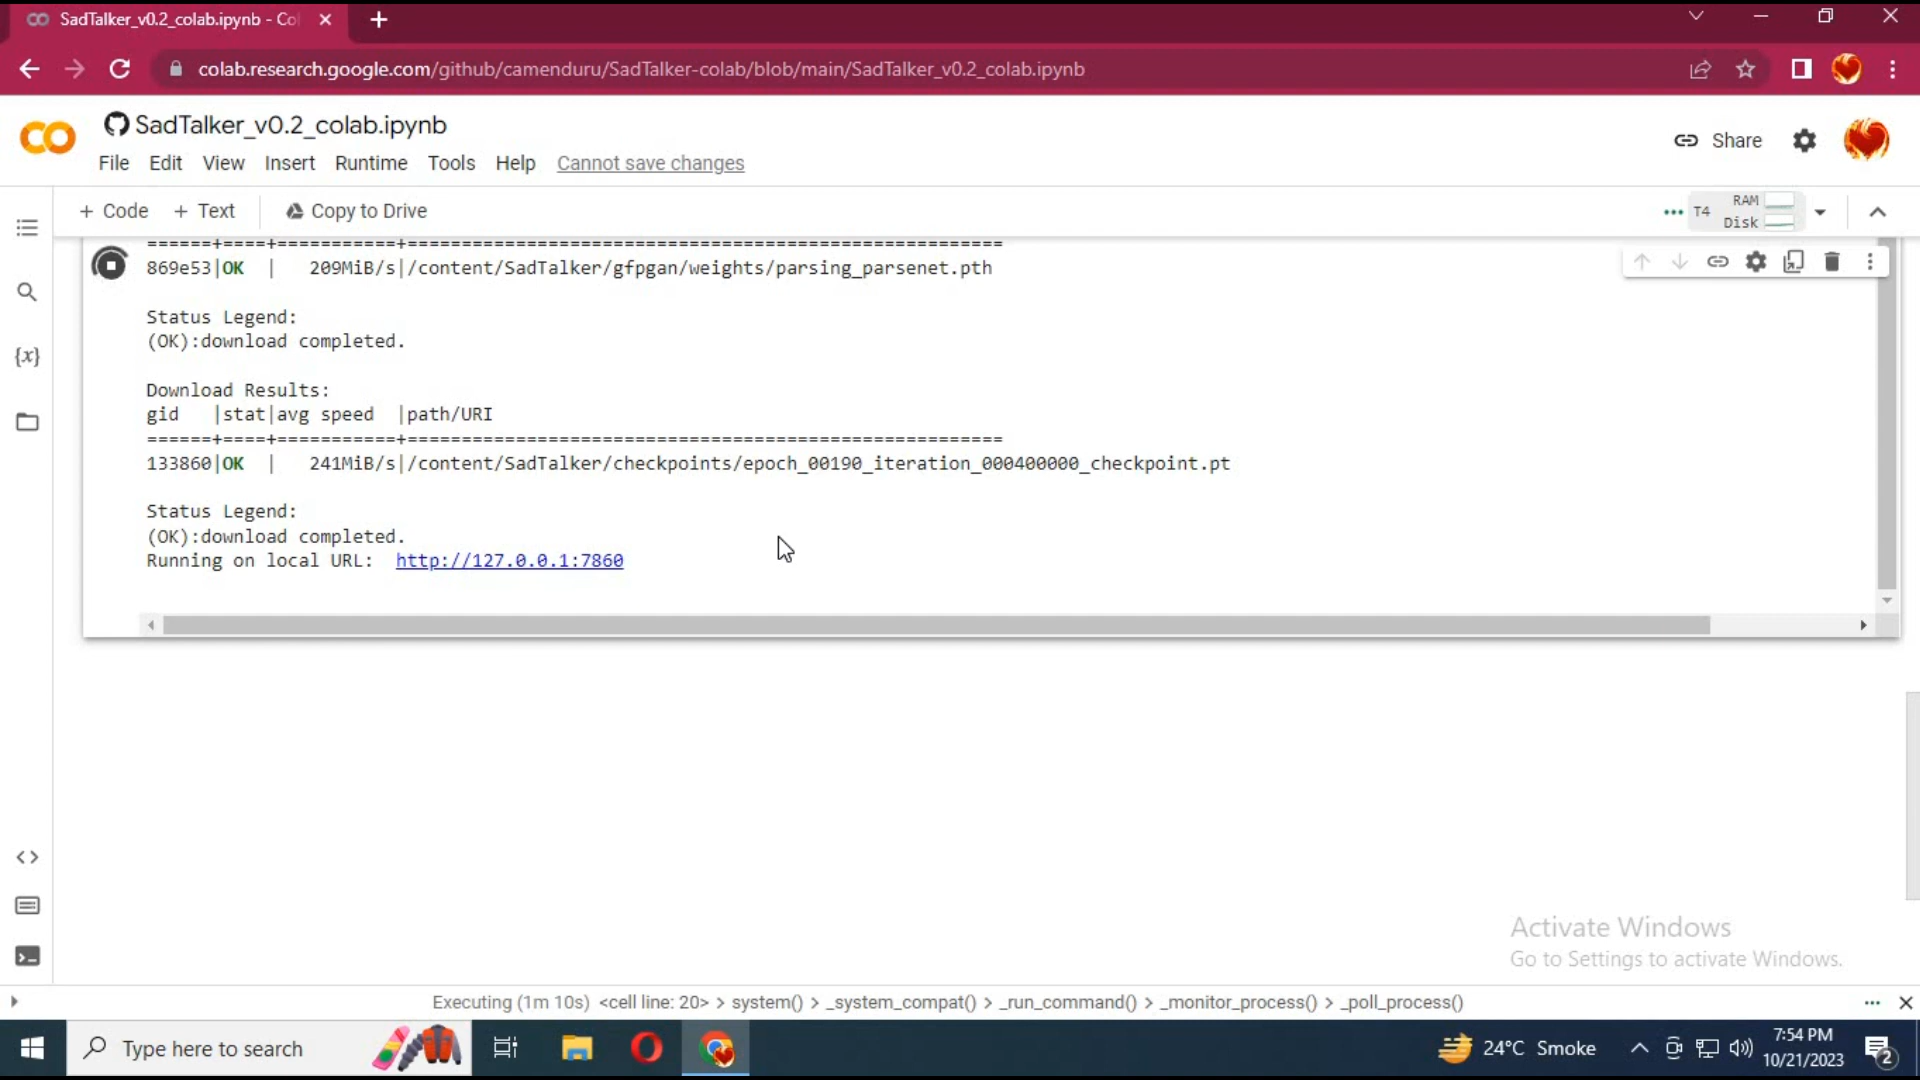 SadTalker_v0.2_colab.ipynb - Col
colab.research.google.com/github/camenduru/SadTalker-colab/blob/main/SadTalker_v0.2_colab.ipynb
SadTalker_v0.2_colab.ipynb
File Edit View Insert Runtime Tools Help Cannot save changes
Share
+ Code + Text Copy to Drive
T4 RAM
Disk
======+====+===========+=======================================================
869e53|OK | 209MiB/s|/content/SadTalker/gfpgan/weights/parsing_parsenet.pth
Status Legend:
(OK):download completed.
Download Results:
gid |stat|avg speed |path/URI
======+====+===========+=======================================================
133860|OK | 241MiB/s|/content/SadTalker/checkpoints/epoch_00190_iteration_000400000_checkpoint.pt
Status Legend:
(OK):download completed.
Running on local URL: http://127.0.0.1:7860
{x}
Activate Windows
Go to Settings to activate Windows.
Executing (1m 10s) <cell line: 20> > system() > _system_compat() > _run_command() > _monitor_process() > _poll_process()
Type here to search
24°C Smoke
7:54 PM
10/21/2023
2